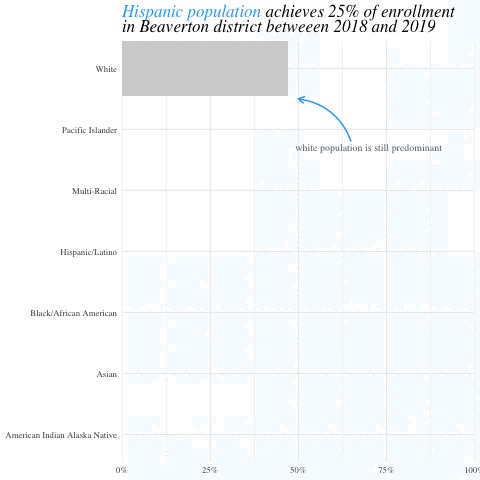 Hispanic population achieves 25% of enrollment
in Beaverton district betweeen 2018 and 2019
White
white population is still predominant
Pacific Islander
Multi-Racial
Hispanic/Latino
Black/African American
Asian
American Indian Alaska Native
0% 25% 50% 75% 100%